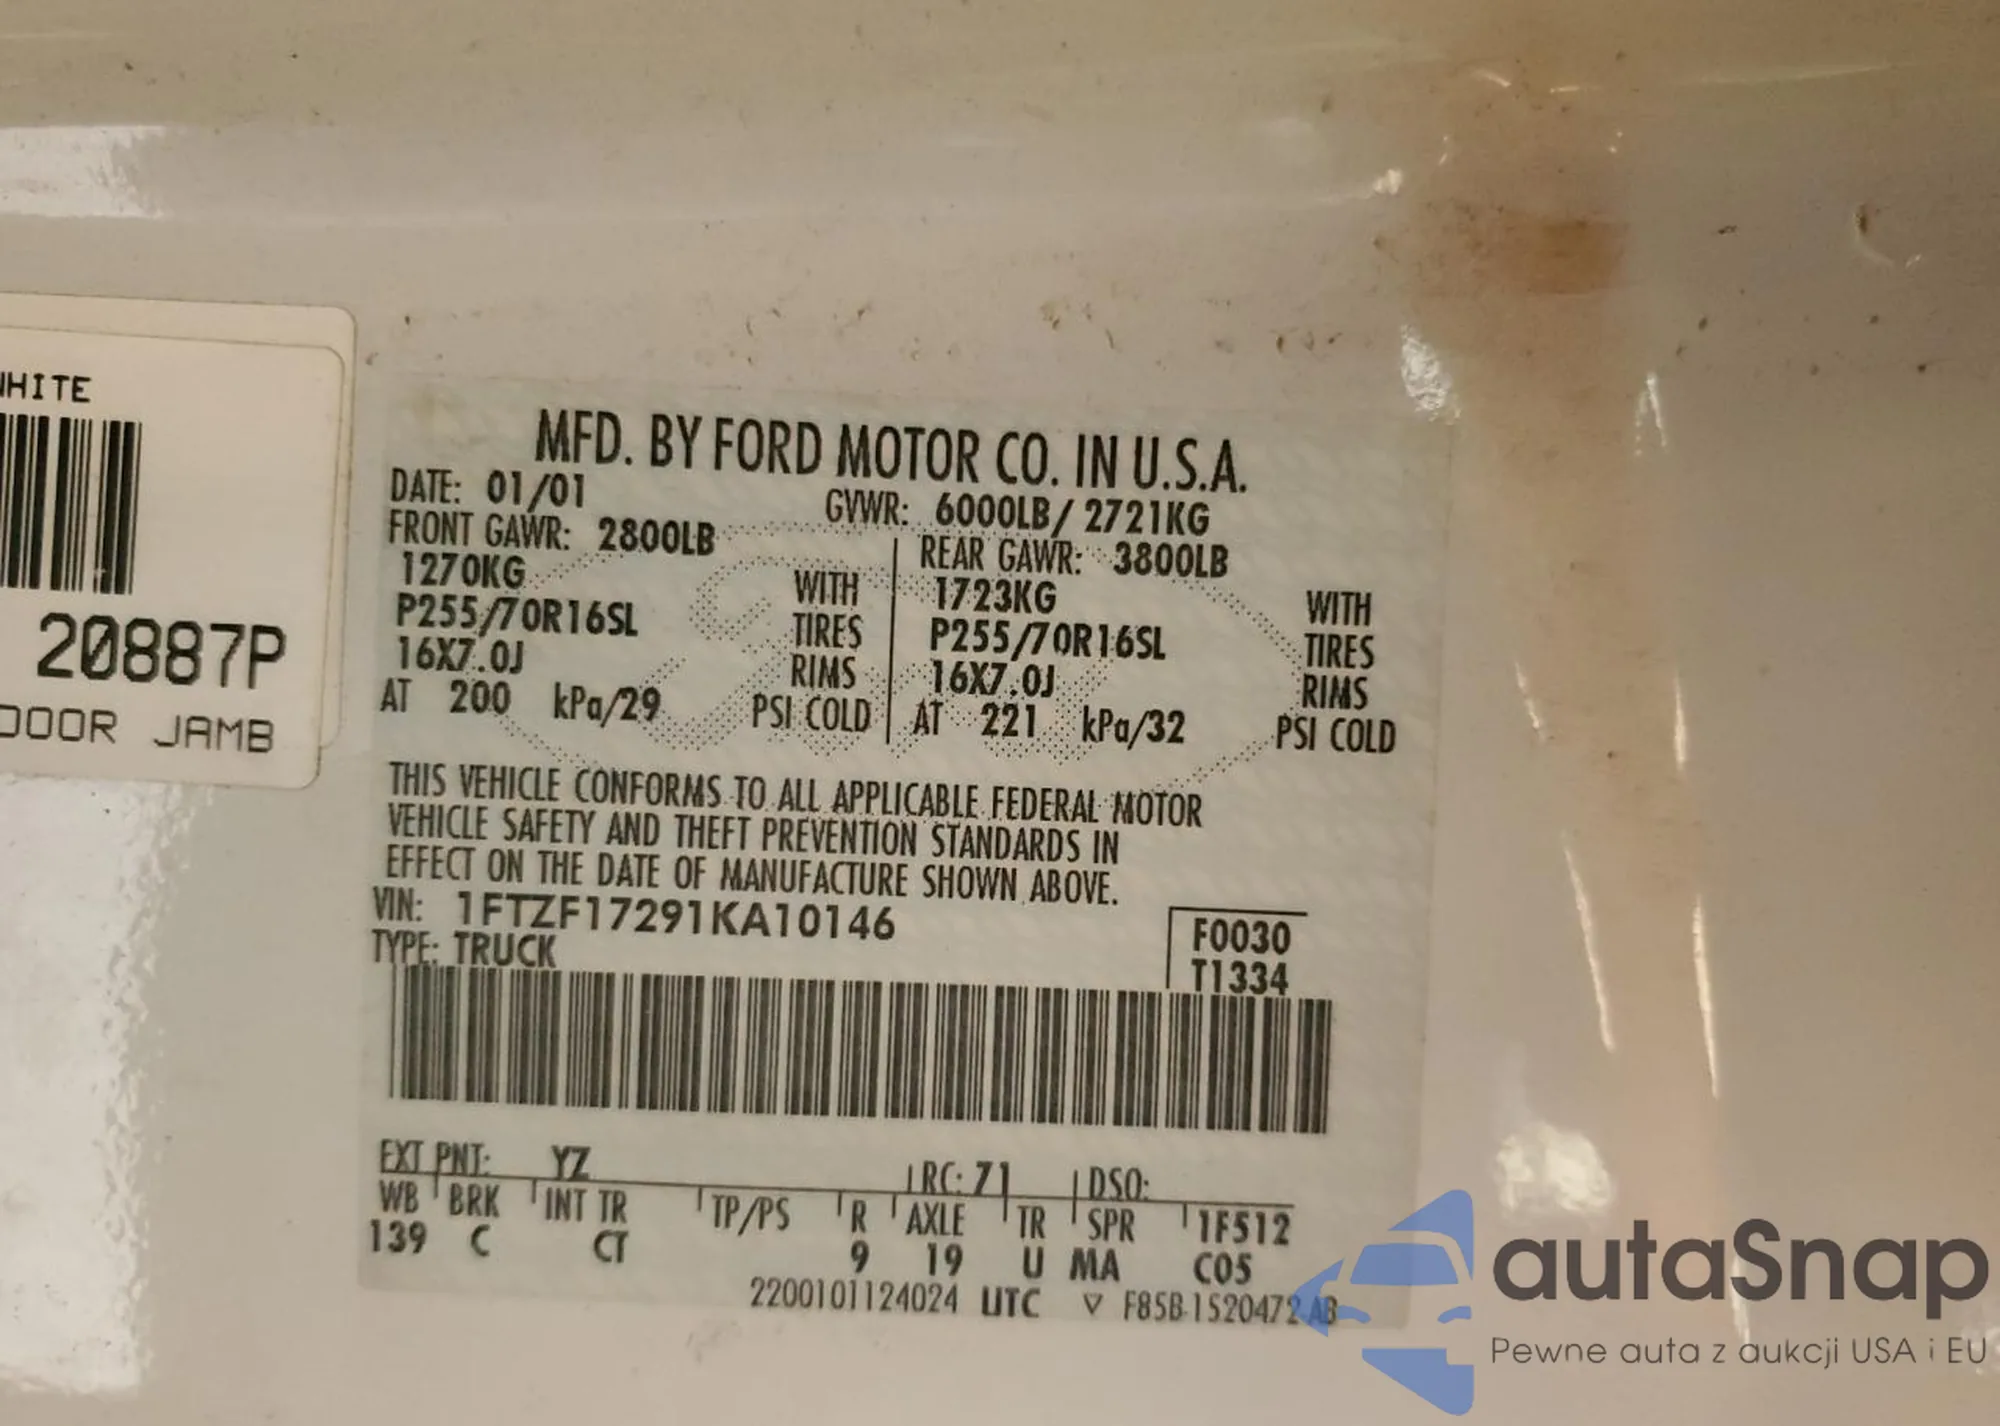 WHITE
20887P
DOOR JAMB
MFD. BY FORD MOTOR CO. IN U.S.A.
DATE: 01/01 GVWR: 6000LB/ 2721KG
FRONT GAWR: 2800LB REAR GAWR: 3800LB
1270KG WITH 1723KG WITH
P255/70R16SL TIRES P255/70R16SL TIRES
16X7.0J RIMS 16X7.0J RIMS
AT 200 kPa/29 PSI COLD AT 221 kPa/32 PSI COLD
THIS VEHICLE CONFORMS TO ALL APPLICABLE FEDERAL MOTOR
VEHICLE SAFETY AND THEFT PREVENTION STANDARDS IN
EFFECT ON THE DATE OF MANUFACTURE SHOWN ABOVE.
VIN: 1FTZF17291KA10146 F0030
TYPE: TRUCK T1334
EXT PNT: YZ RC: 71 DSO:
WB BRK INT TR TP/PS R AXLE TR SPR 1F512
139 C CT 9 19 U MA C05
2200101124024 UTC ▽ F85B-1520472 AB
autaSnap
Pewne auta z aukcji USA i EU